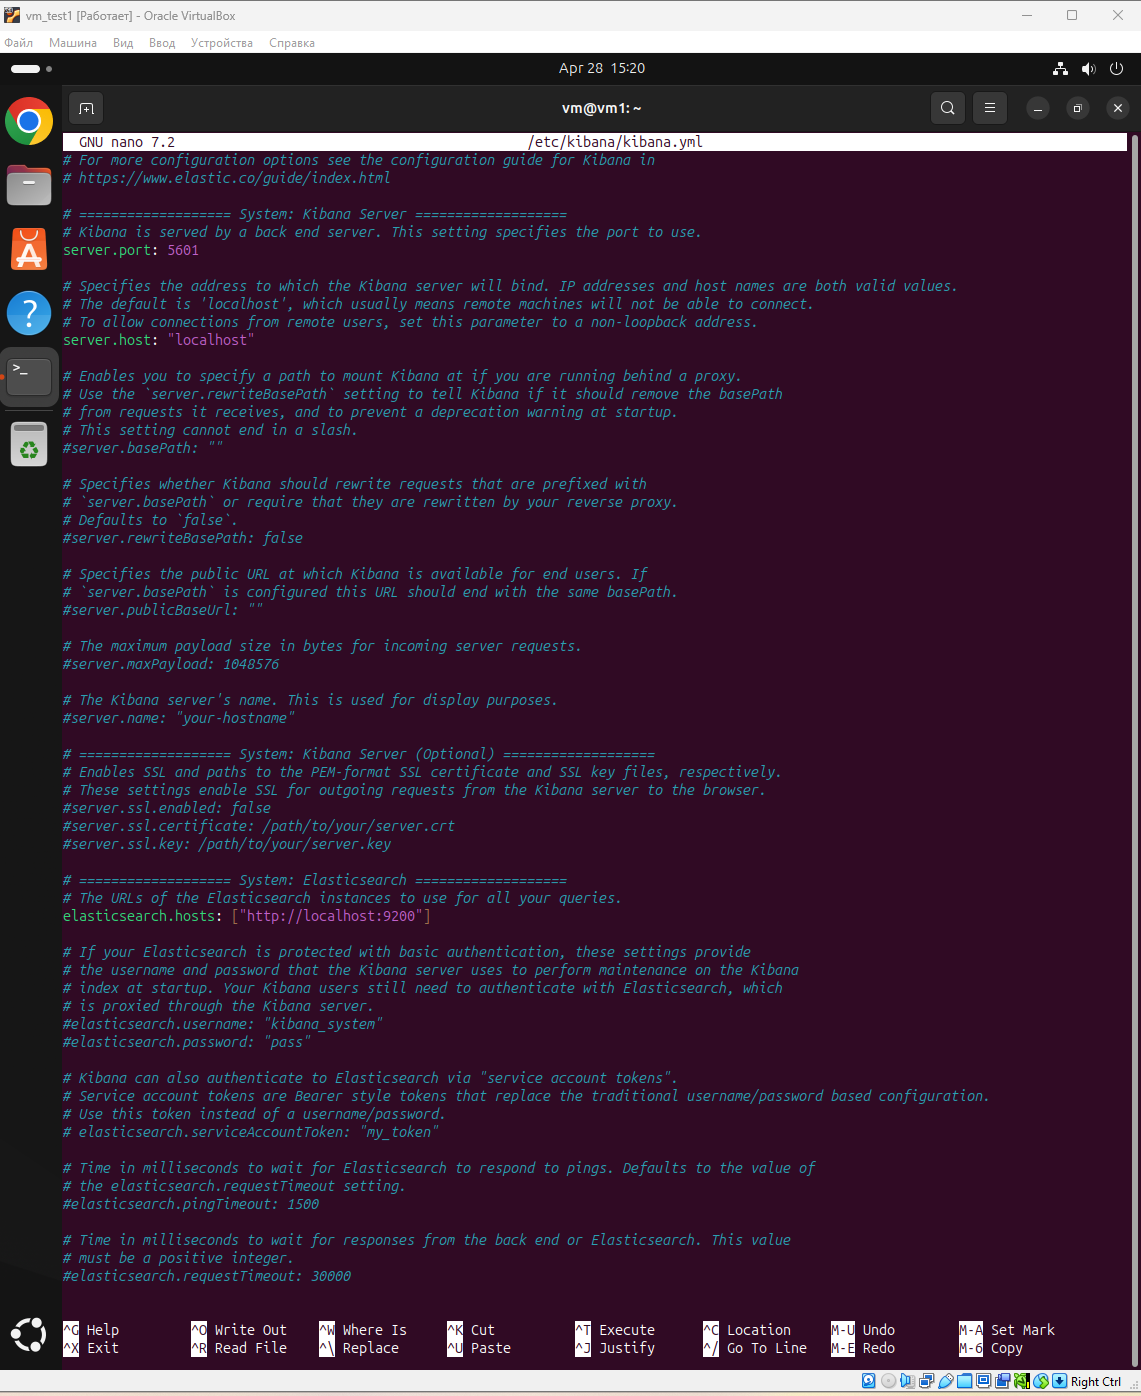 vm_test1 [Работает] - Oracle VirtualBox
Файл Машина Вид Ввод Устройства Справка
Apr 28 15:20
vm@vm1: ~
GNU nano 7.2 /etc/kibana/kibana.yml
# For more configuration options see the configuration guide for Kibana in
# https://www.elastic.co/guide/index.html
# =================== System: Kibana Server ===================
# Kibana is served by a back end server. This setting specifies the port to use.
server.port: 5601
# Specifies the address to which the Kibana server will bind. IP addresses and host names are both valid values.
# The default is 'localhost', which usually means remote machines will not be able to connect.
# To allow connections from remote users, set this parameter to a non-loopback address.
server.host: "localhost"
# Enables you to specify a path to mount Kibana at if you are running behind a proxy.
# Use the `server.rewriteBasePath` setting to tell Kibana if it should remove the basePath
# from requests it receives, and to prevent a deprecation warning at startup.
# This setting cannot end in a slash.
#server.basePath: ""
# Specifies whether Kibana should rewrite requests that are prefixed with
# `server.basePath` or require that they are rewritten by your reverse proxy.
# Defaults to `false`.
#server.rewriteBasePath: false
# Specifies the public URL at which Kibana is available for end users. If
# `server.basePath` is configured this URL should end with the same basePath.
#server.publicBaseUrl: ""
# The maximum payload size in bytes for incoming server requests.
#server.maxPayload: 1048576
# The Kibana server's name. This is used for display purposes.
#server.name: "your-hostname"
# =================== System: Kibana Server (Optional) ===================
# Enables SSL and paths to the PEM-format SSL certificate and SSL key files, respectively.
# These settings enable SSL for outgoing requests from the Kibana server to the browser.
#server.ssl.enabled: false
#server.ssl.certificate: /path/to/your/server.crt
#server.ssl.key: /path/to/your/server.key
# =================== System: Elasticsearch ===================
# The URLs of the Elasticsearch instances to use for all your queries.
elasticsearch.hosts: ["http://localhost:9200"]
# If your Elasticsearch is protected with basic authentication, these settings provide
# the username and password that the Kibana server uses to perform maintenance on the Kibana
# index at startup. Your Kibana users still need to authenticate with Elasticsearch, which
# is proxied through the Kibana server.
#elasticsearch.username: "kibana_system"
#elasticsearch.password: "pass"
# Kibana can also authenticate to Elasticsearch via "service account tokens".
# Service account tokens are Bearer style tokens that replace the traditional username/password based configuration.
# Use this token instead of a username/password.
# elasticsearch.serviceAccountToken: "my_token"
# Time in milliseconds to wait for Elasticsearch to respond to pings. Defaults to the value of
# the elasticsearch.requestTimeout setting.
#elasticsearch.pingTimeout: 1500
# Time in milliseconds to wait for responses from the back end or Elasticsearch. This value
# must be a positive integer.
#elasticsearch.requestTimeout: 30000
^G Help ^O Write Out ^W Where Is ^K Cut ^T Execute ^C Location M-U Undo M-A Set Mark
^X Exit ^R Read File ^\ Replace ^U Paste ^J Justify ^/ Go To Line M-E Redo M-6 Copy
Right Ctrl